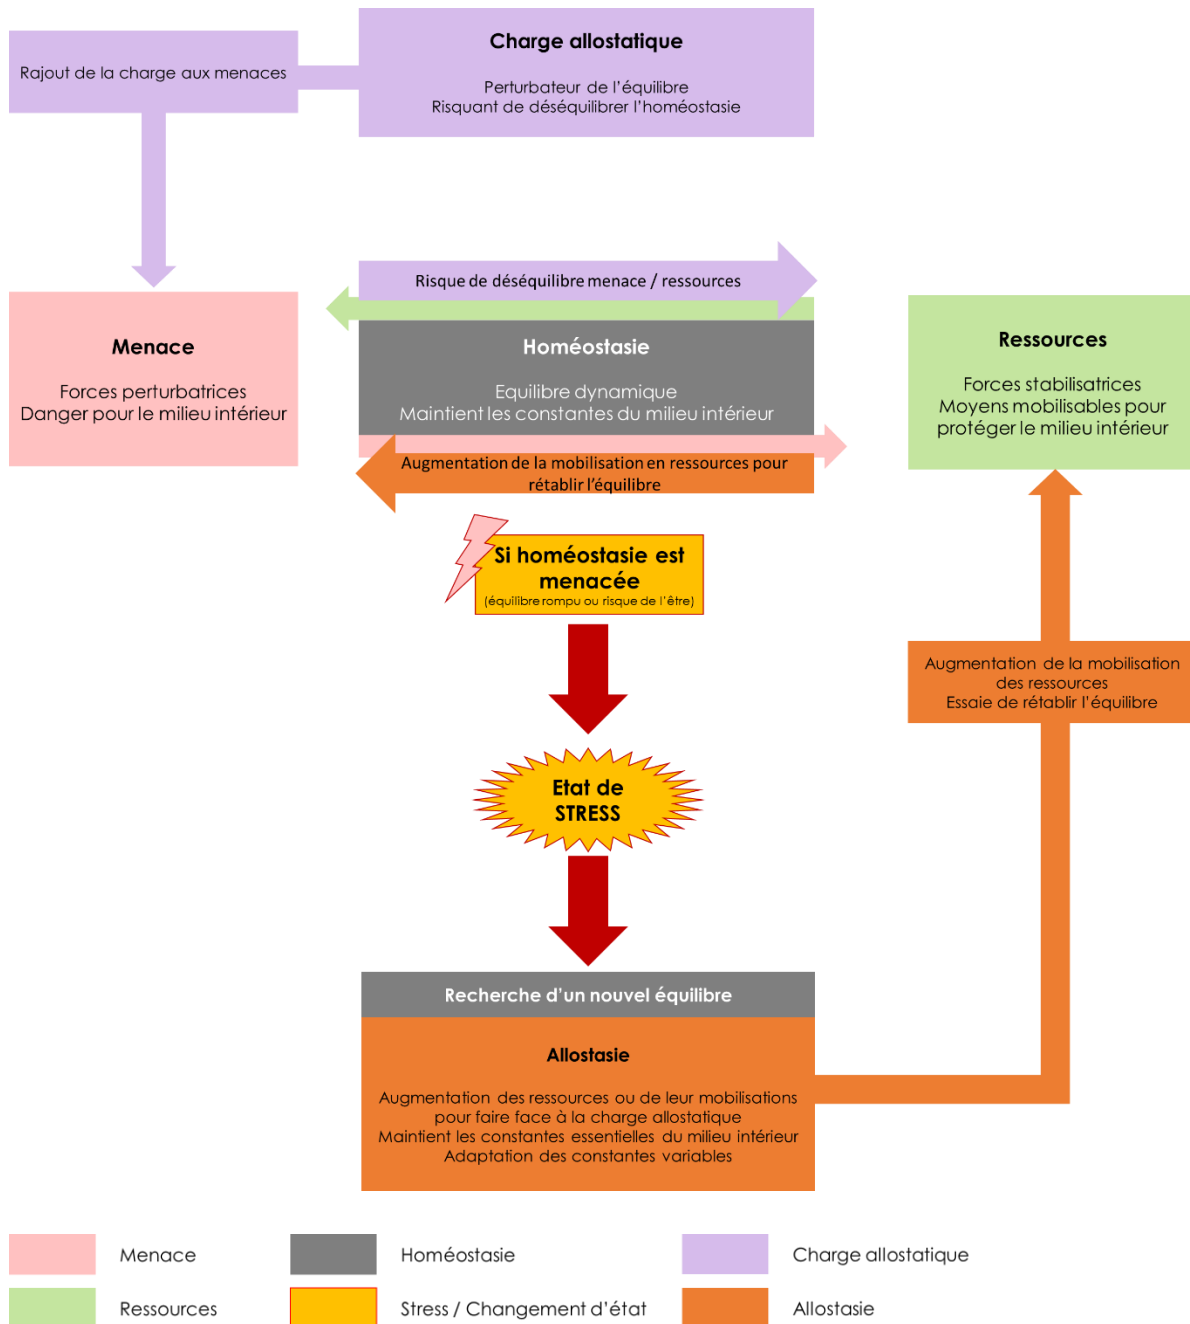 Charge allostatique
Perturbateur de l'équilibre
Risquant de déséquilibrer l'homéostasie
Rajout de la charge aux menaces
Risque de déséquilibre menace / ressources
Menace
Forces perturbatrices
Danger pour le milieu intérieur
Homéostasie
Equilibre dynamique
Maintient les constantes du milieu intérieur
Ressources
Forces stabilisatrices
Moyens mobilisables pour
protéger le milieu intérieur
Augmentation de la mobilisation en ressources pour
rétablir l'équilibre
Si homéostasie est
menacée
(équilibre rompu ou risque de l'être)
Augmentation de la mobilisation
des ressources
Essaie de rétablir l'équilibre
Etat de
STRESS
Recherche d'un nouvel équilibre
Allostasie
Augmentation des ressources ou de leur mobilisations
pour faire face à la charge allostatique
Maintient les constantes essentielles du milieu intérieur
Adaptation des constantes variables
Menace
Homéostasie
Charge allostatique
Ressources
Stress / Changement d'état
Allostasie